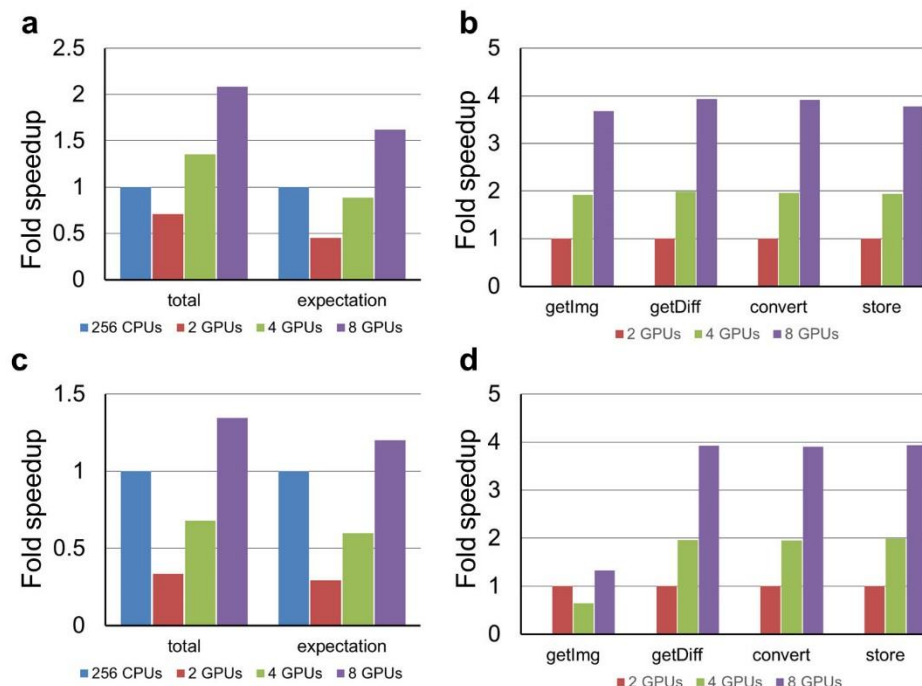 a
Fold speedup
2.5
2
1.5
1
0.5
0
total expectation
256 CPUs 2 GPUs 4 GPUs 8 GPUs
b
Fold speedup
5
4
3
2
1
0
getImg getDiff convert store
2 GPUs 4 GPUs 8 GPUs
c
Fold speedup
1.5
1
0.5
0
total expectation
256 CPUs 2 GPUs 4 GPUs 8 GPUs
d
Fold speedup
5
4
3
2
1
0
getImg getDiff convert store
2 GPUs 4 GPUs 8 GPUs